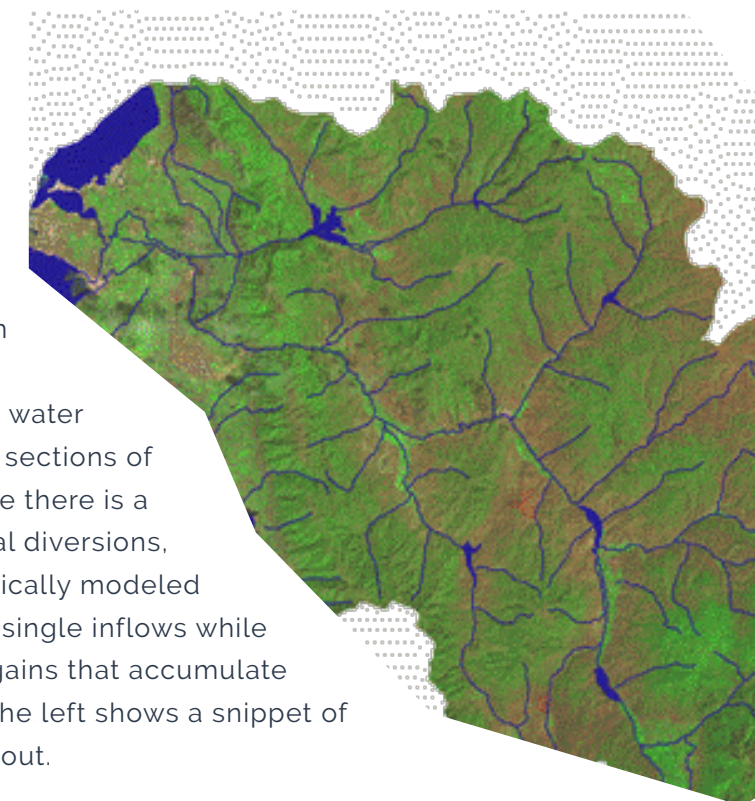 water
sections of
e there is a
al diversions,
ically modeled
single inflows while
gains that accumulate
he left shows a snippet of
out.